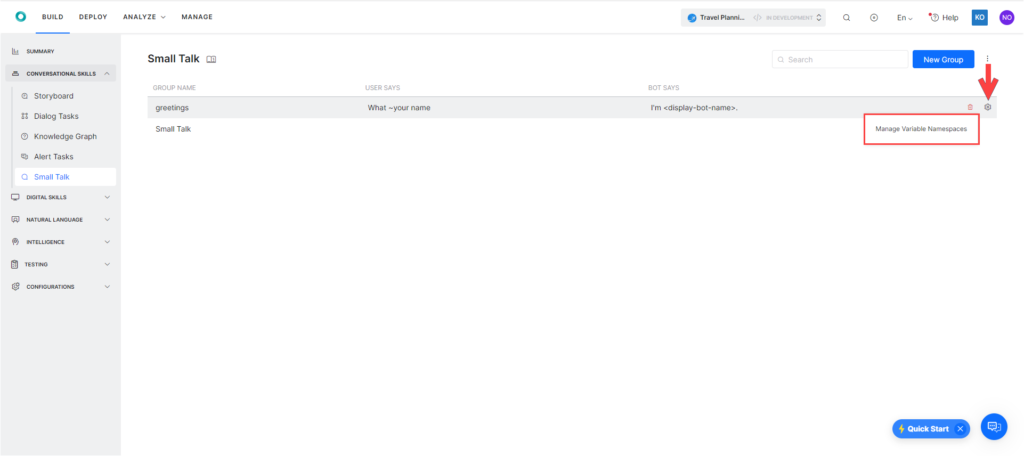 BUILD DEPLOY ANALYZE MANAGE Travel Planni... IN DEVELOPMENT En Help KO NO
SUMMARY
CONVERSATIONAL SKILLS
Storyboard
Dialog Tasks
Knowledge Graph
Alert Tasks
Small Talk
DIGITAL SKILLS
NATURAL LANGUAGE
INTELLIGENCE
TESTING
CONFIGURATIONS
Small Talk Search New Group
GROUP NAME USER SAYS BOT SAYS
greetings What ~your name I'm <display-bot-name>.
Small Talk Manage Variable Namespaces
Quick Start